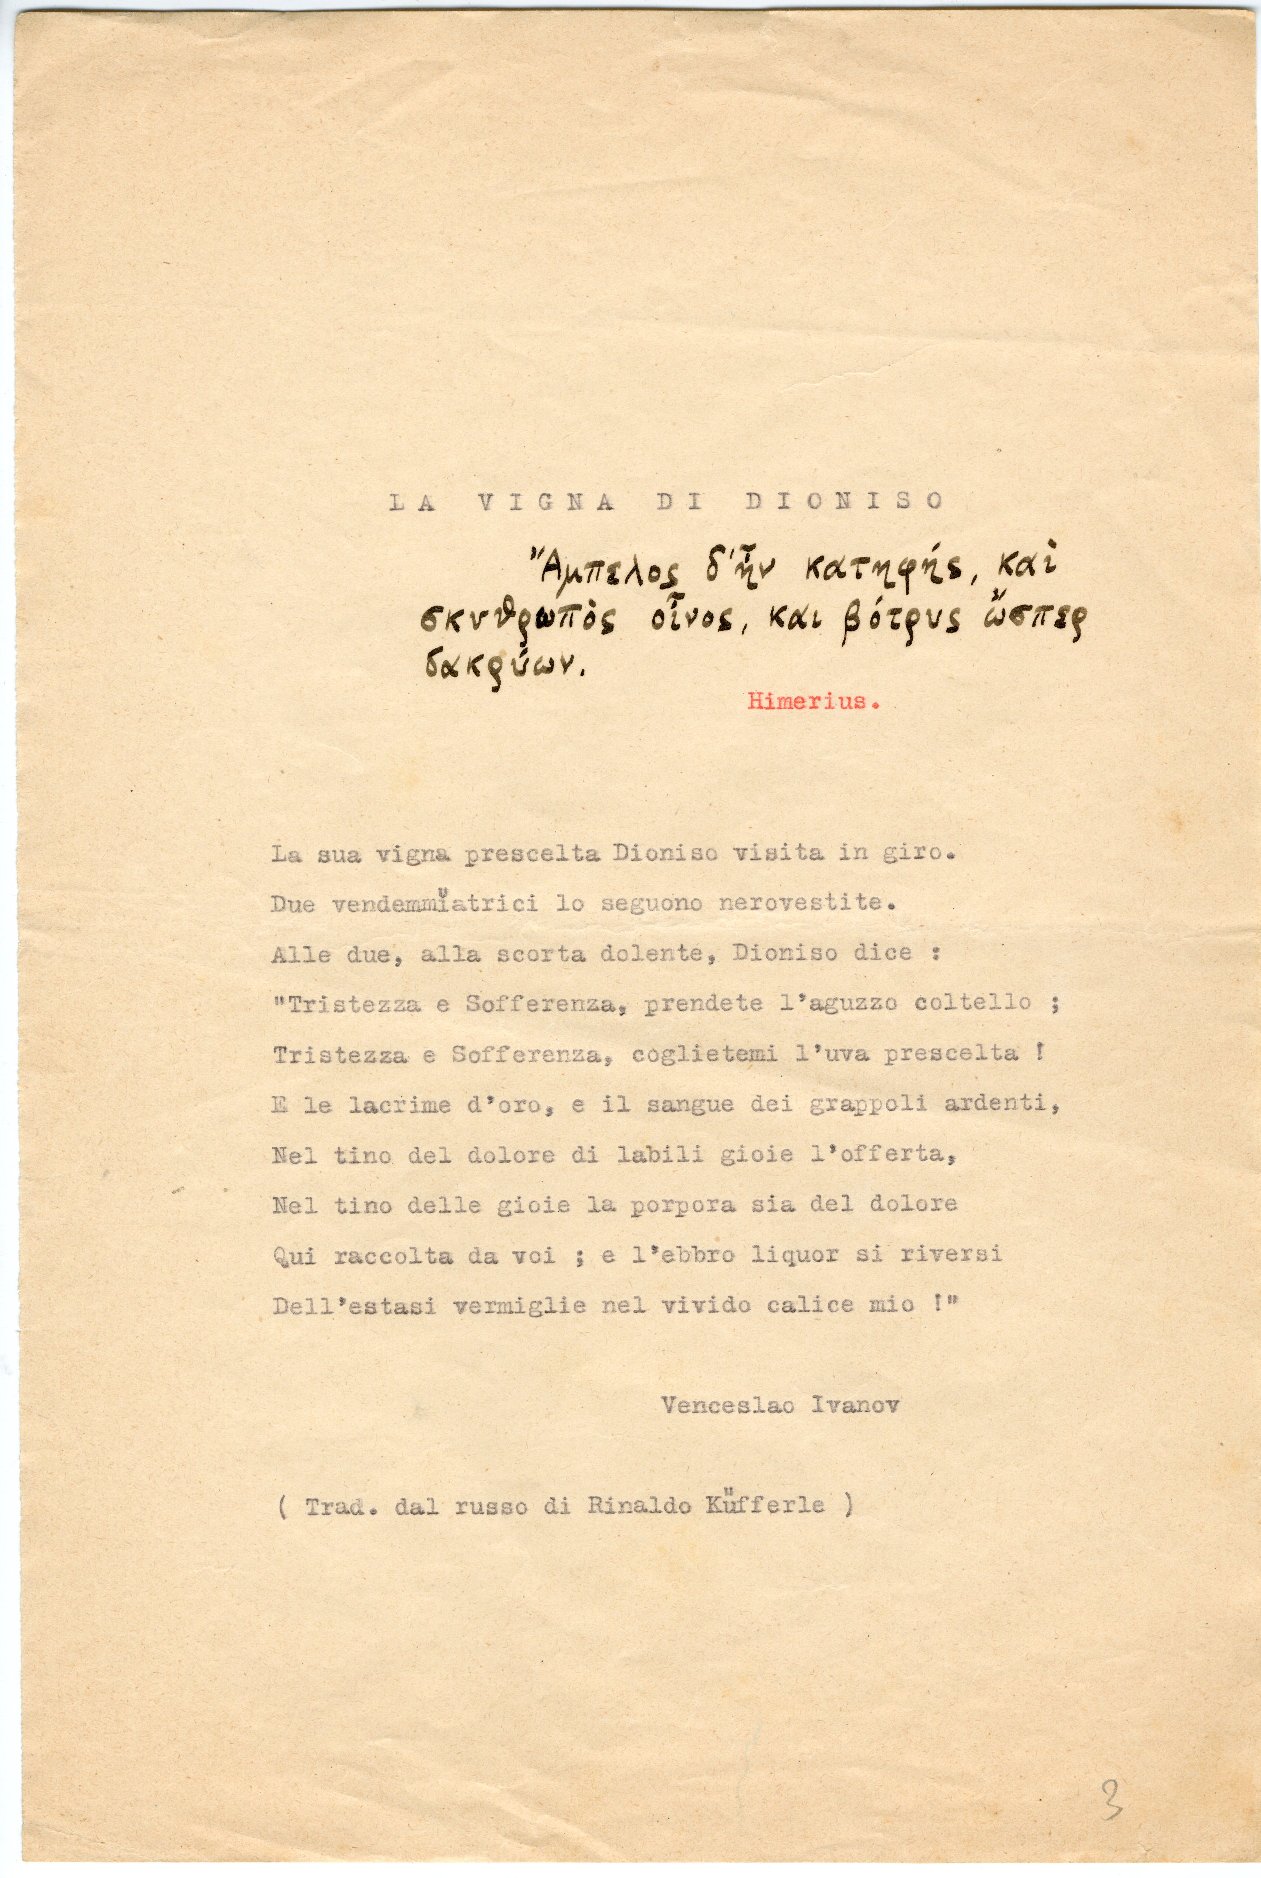 LA VIGNA DI DIONISO
Ἄμπελος δ'ἦν κατηφής, καὶ
σκυθρωπὸς οἶνος, και βότρυς ὥσπερ
δακρύων.
Himerius.
La sua vigna prescelta Dioniso visita in giro.
Due vendemmiatrici lo seguono nerovestite.
Alle due, alla scorta dolente, Dioniso dice :
"Tristezza e Sofferenza, prendete l'aguzzo coltello ;
Tristezza e Sofferenza, coglietemi l'uva prescelta !
E le lacrime d'oro, e il sangue dei grappoli ardenti,
Nel tino del dolore di labili gioie l'offerta,
Nel tino delle gioie la porpora sia del dolore
Qui raccolta da voi ; e l'ebbro liquor si riversi
Dell'estasi vermiglie nel vivido calice mio !"
Venceslao Ivanov
( Trad. dal russo di Rinaldo Küfferle )
3